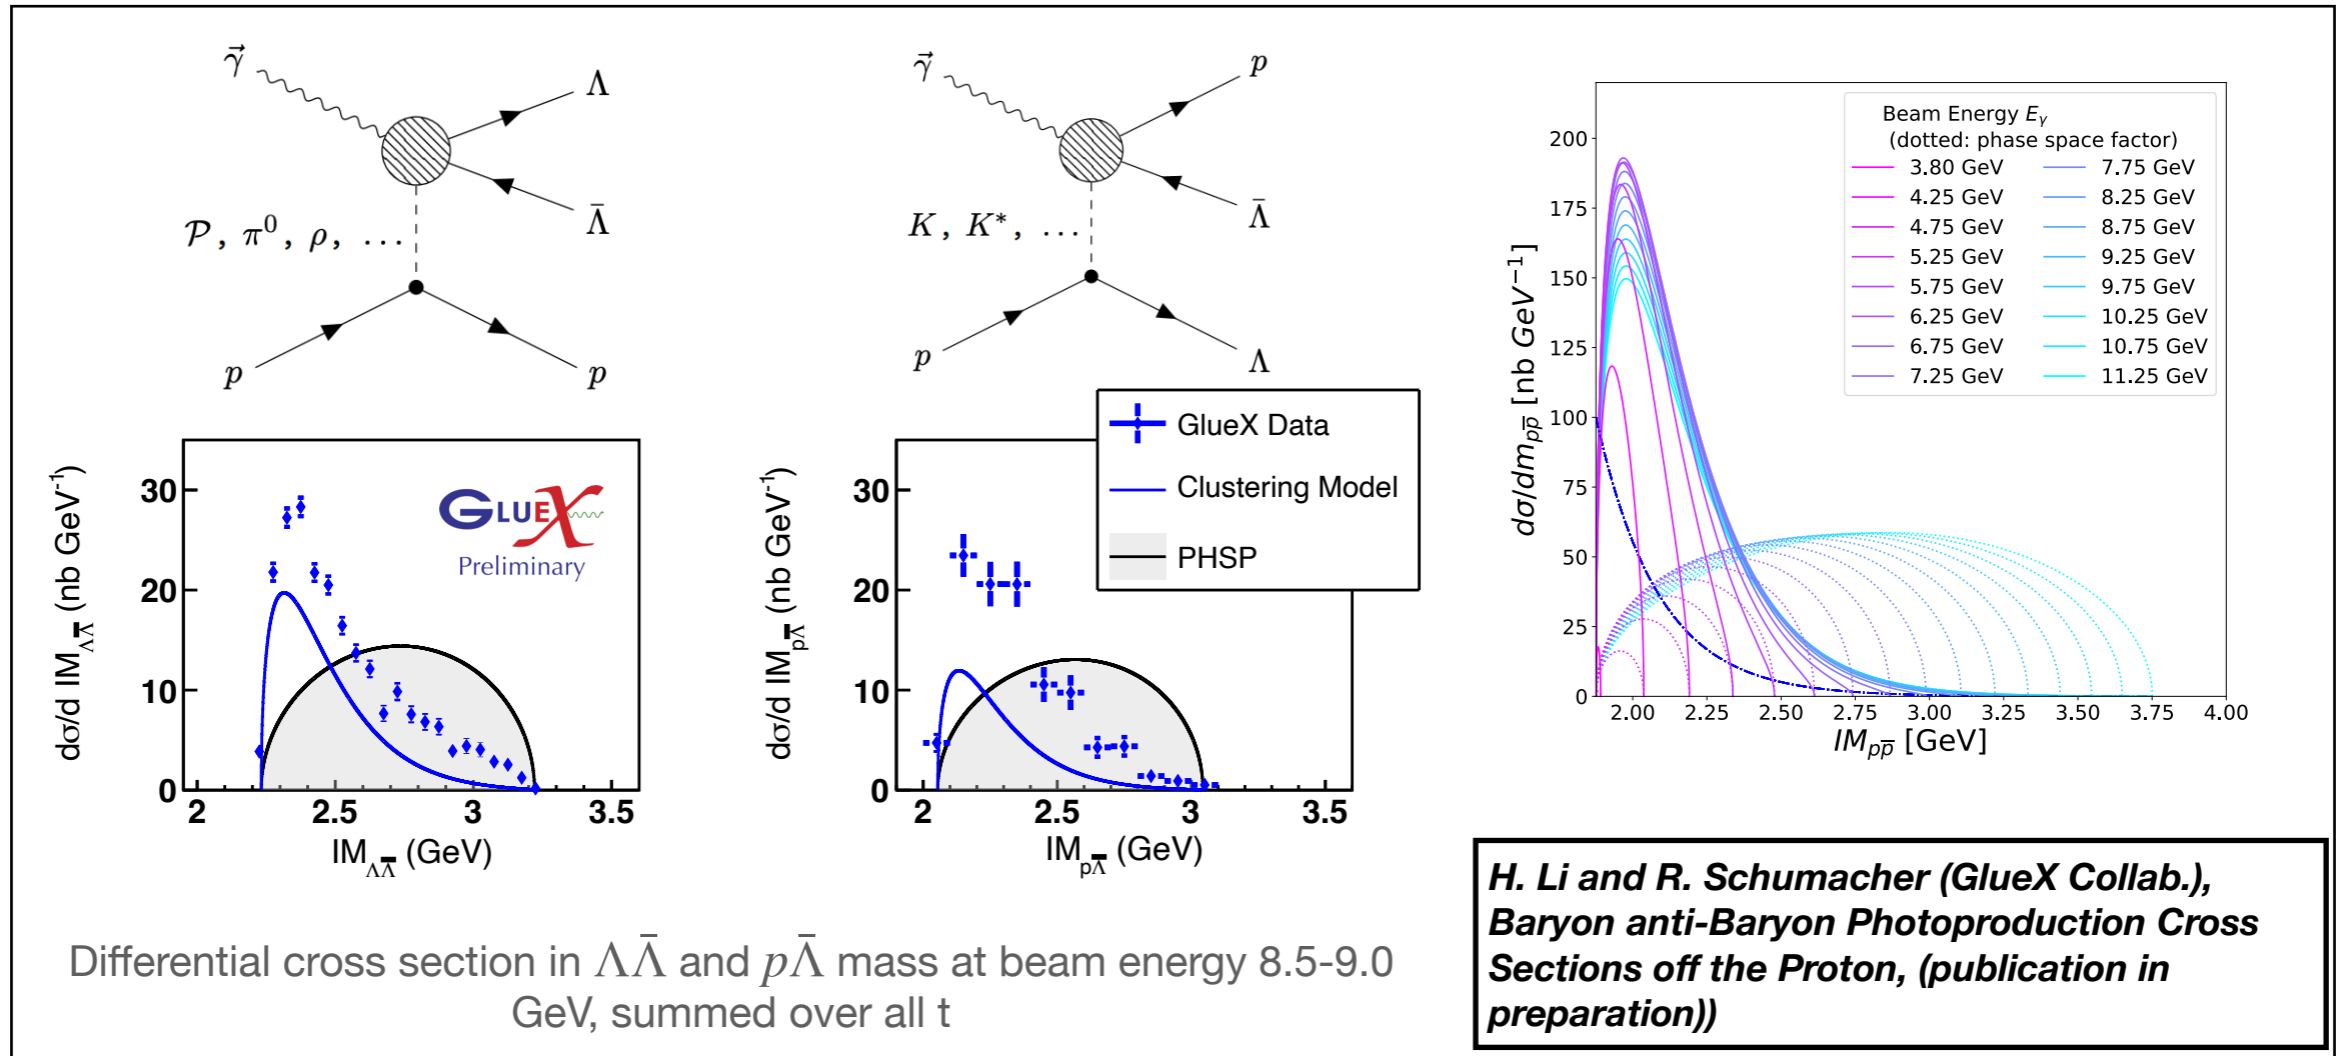 γ⃗
Λ
Λ̄
𝒫, π⁰, ρ, ...
p
p
γ⃗
p
Λ̄
K, K*, ...
p
Λ
dσ/d IM_ΛΛ̄ (nb GeV⁻¹)
30
20
10
0
2
2.5
3
3.5
IM_ΛΛ̄ (GeV)
GLUEX
Preliminary
dσ/d IM_pΛ̄ (nb GeV⁻¹)
30
20
10
0
2
2.5
3
3.5
IM_pΛ̄ (GeV)
GlueX Data
Clustering Model
PHSP
dσ/dm_pp̄ [nb GeV⁻¹]
200
175
150
125
100
75
50
25
0
2.00 2.25 2.50 2.75 3.00 3.25 3.50 3.75 4.00
IM_pp̄ [GeV]
Beam Energy E_γ
(dotted: phase space factor)
3.80 GeV 7.75 GeV
4.25 GeV 8.25 GeV
4.75 GeV 8.75 GeV
5.25 GeV 9.25 GeV
5.75 GeV 9.75 GeV
6.25 GeV 10.25 GeV
6.75 GeV 10.75 GeV
7.25 GeV 11.25 GeV
Differential cross section in ΛΛ̄ and pΛ̄ mass at beam energy 8.5-9.0
GeV, summed over all t
H. Li and R. Schumacher (GlueX Collab.),
Baryon anti-Baryon Photoproduction Cross
Sections off the Proton, (publication in
preparation))